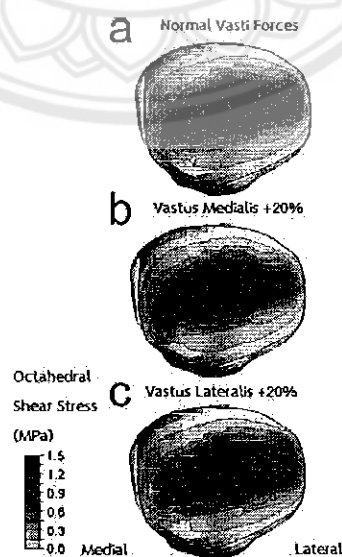 a Normal Vasti Forces
b Vastus Medialis +20%
Octahedral
Shear Stress
(MPa)
c Vastus Lateralis +20%
1.5
1.2
0.9
0.6
0.3
0.0
Medial Lateral